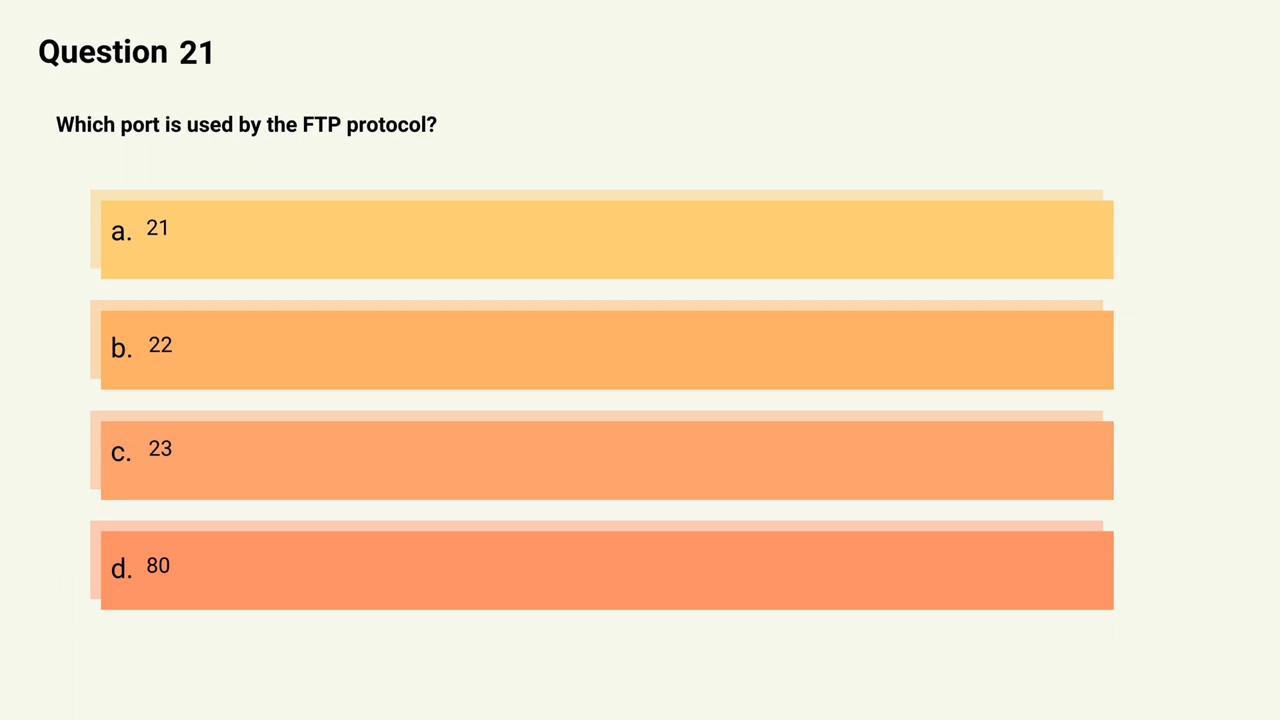 Question 21
Which port is used by the FTP protocol?
a. 21
b. 22
c. 23
d. 80